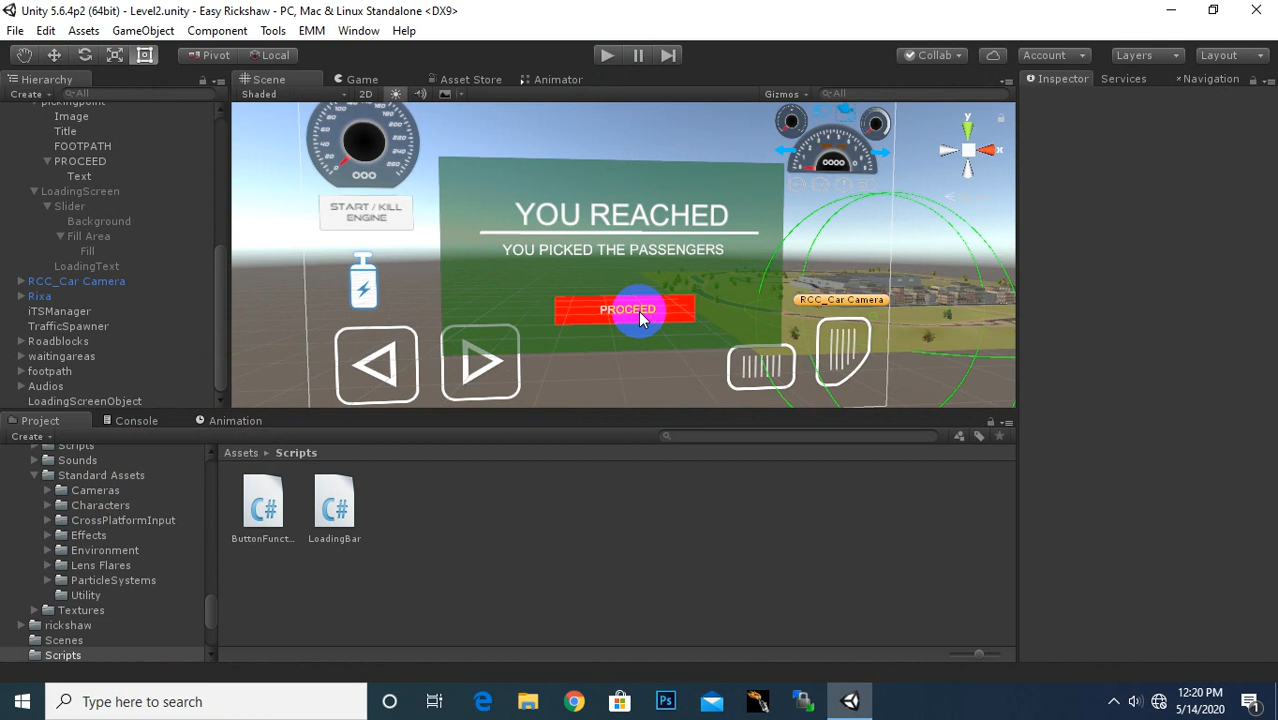 Unity 5.6.4p2 (64bit) - Level2.unity - Easy Rickshaw - PC, Mac & Linux Standalone <DX9>
File Edit Assets GameObject Component Tools EMM Window Help
Pivot Local Collab Account Layers Layout
Hierarchy Scene Game Asset Store Animator Inspector Services Navigation
Create All Shaded 2D Gizmos All
pickingpoint
Image
Title
FOOTPATH
PROCEED
Text
LoadingScreen
Slider
Background
Fill Area
Fill
LoadingText
RCC_Car Camera
Rixa
iTSManager
TrafficSpawner
Roadblocks
waitingareas
footpath
Audios
LoadingScreenObject
START / KILL
ENGINE
YOU REACHED
YOU PICKED THE PASSENGERS
PROCEED
RCC_Car Camera
y
x
Project Console Animation
Create
Scripts
Sounds
Standard Assets
Cameras
Characters
CrossPlatformInput
Effects
Environment
Lens Flares
ParticleSystems
Utility
Textures
rickshaw
Scenes
Scripts
Assets Scripts
C# C#
ButtonFunct... LoadingBar
Type here to search
Ps
12:20 PM
5/14/2020
1